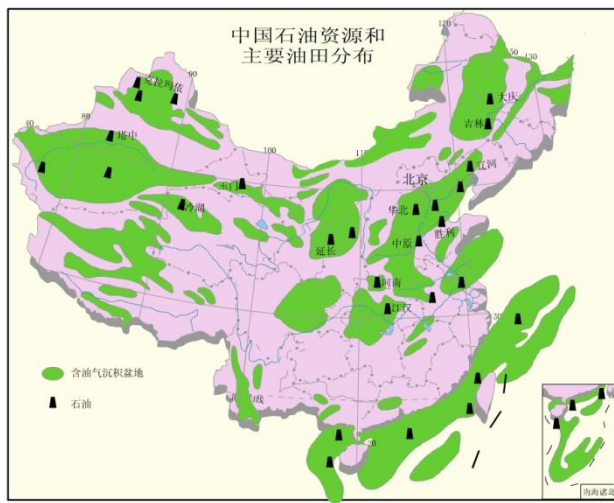 中国石油资源和
主要油田分布
170
150
130
90
克拉玛依
大庆
80
40
吉林
塔中
100
辽河
北京
玉门
冷湖
华北
胜利
延长
中原
河南
江汉
50
含油气沉积盆地
石油
20
南海诸岛